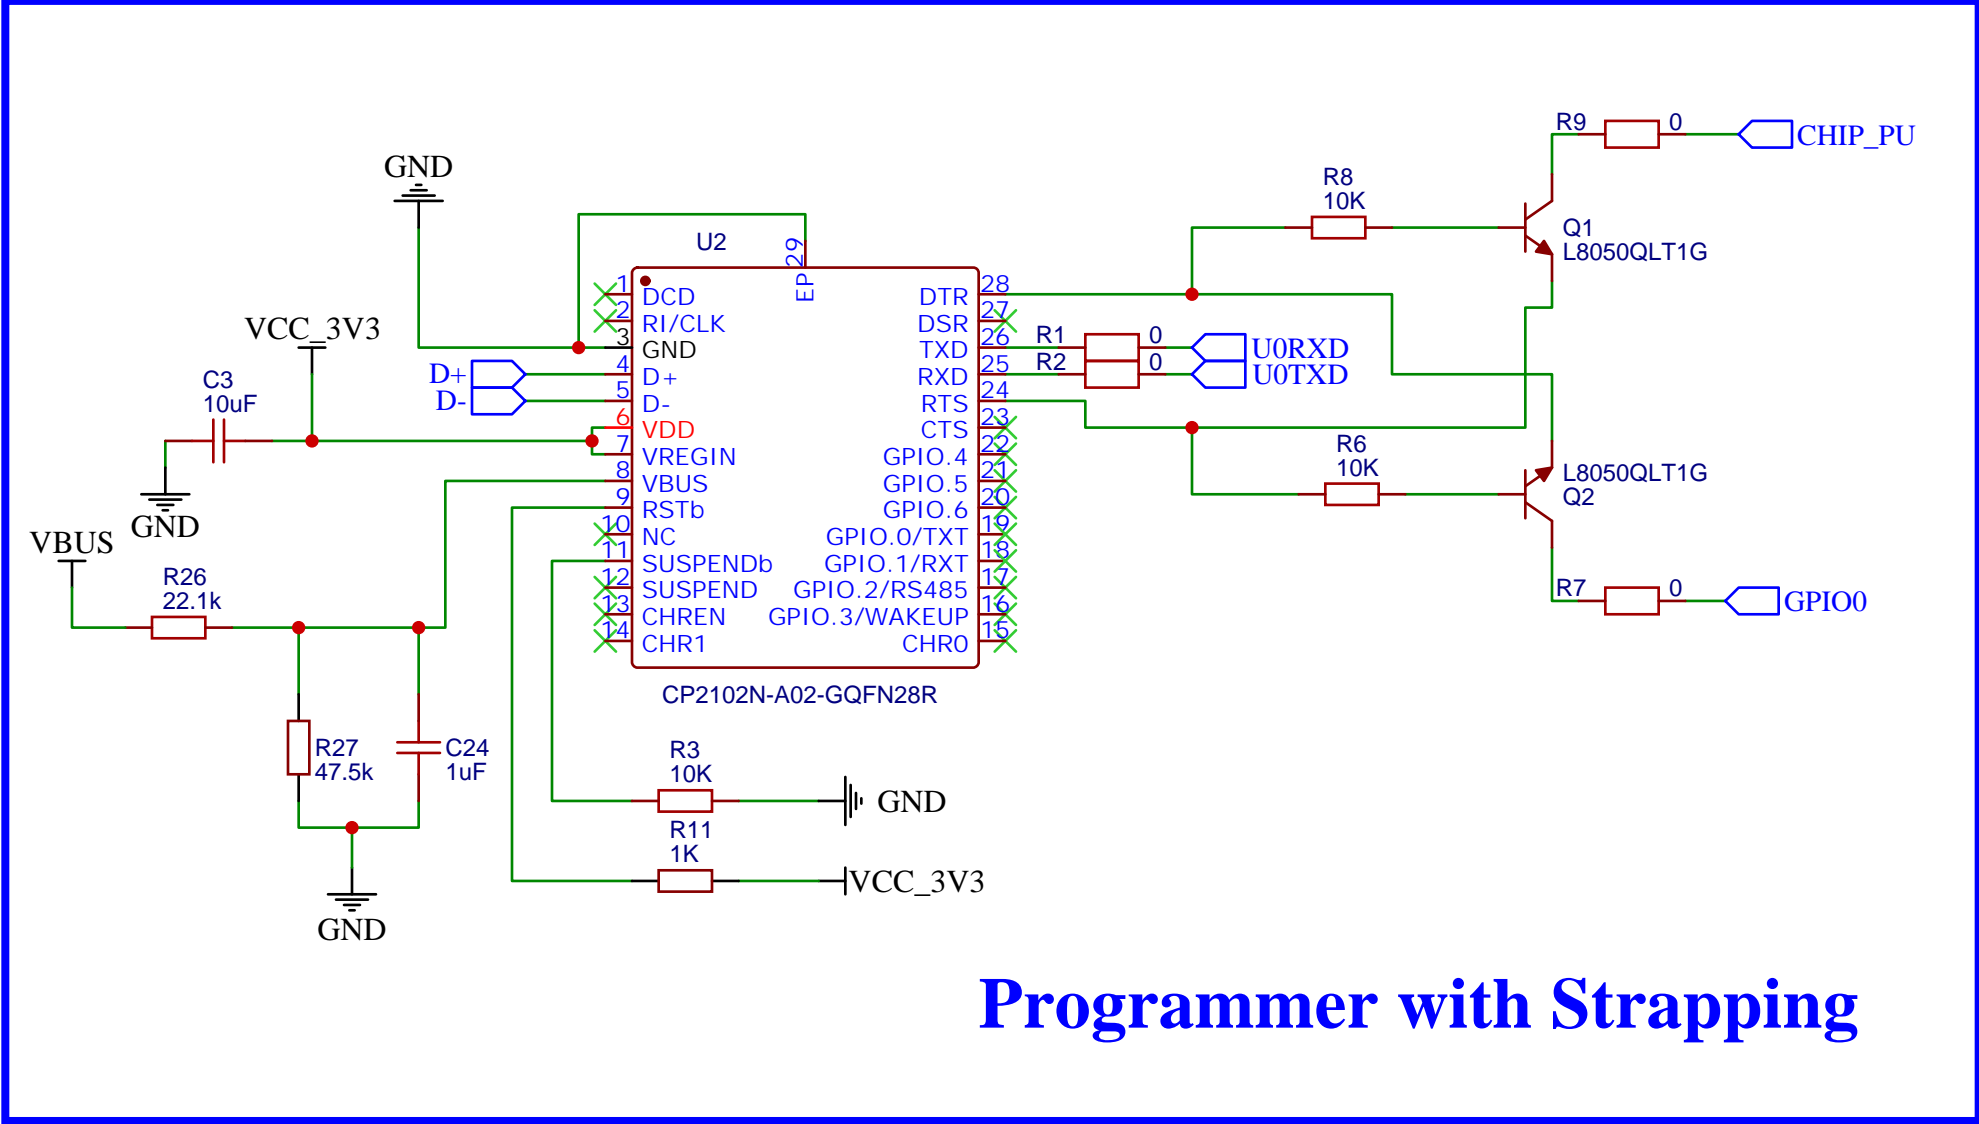 R9 0
CHIP_PU
GND
R8
10K
Q1
L8050QLT1G
U2
29
EP
1 DCD
2 RI/CLK
3 GND
4 D+
5 D-
6 VDD
7 VREGIN
8 VBUS
9 RSTb
10 NC
11 SUSPENDb
12 SUSPEND
13 CHREN
14 CHR1
DTR 28
DSR 27
TXD 26
RXD 25
RTS 24
CTS 23
GPIO.4 22
GPIO.5 21
GPIO.6 20
GPIO.0/TXT 19
GPIO.1/RXT 18
GPIO.2/RS485 17
GPIO.3/WAKEUP 16
CHR0 15
CP2102N-A02-GQFN28R
VCC_3V3
D+
D-
C3
10uF
GND
VBUS
R26
22.1k
R27
47.5k
C24
1uF
GND
R1 0
U0RXD
R2 0
U0TXD
R6
10K
L8050QLT1G
Q2
R7 0
GPIO0
R3
10K
GND
R11
1K
VCC_3V3
Programmer with Strapping